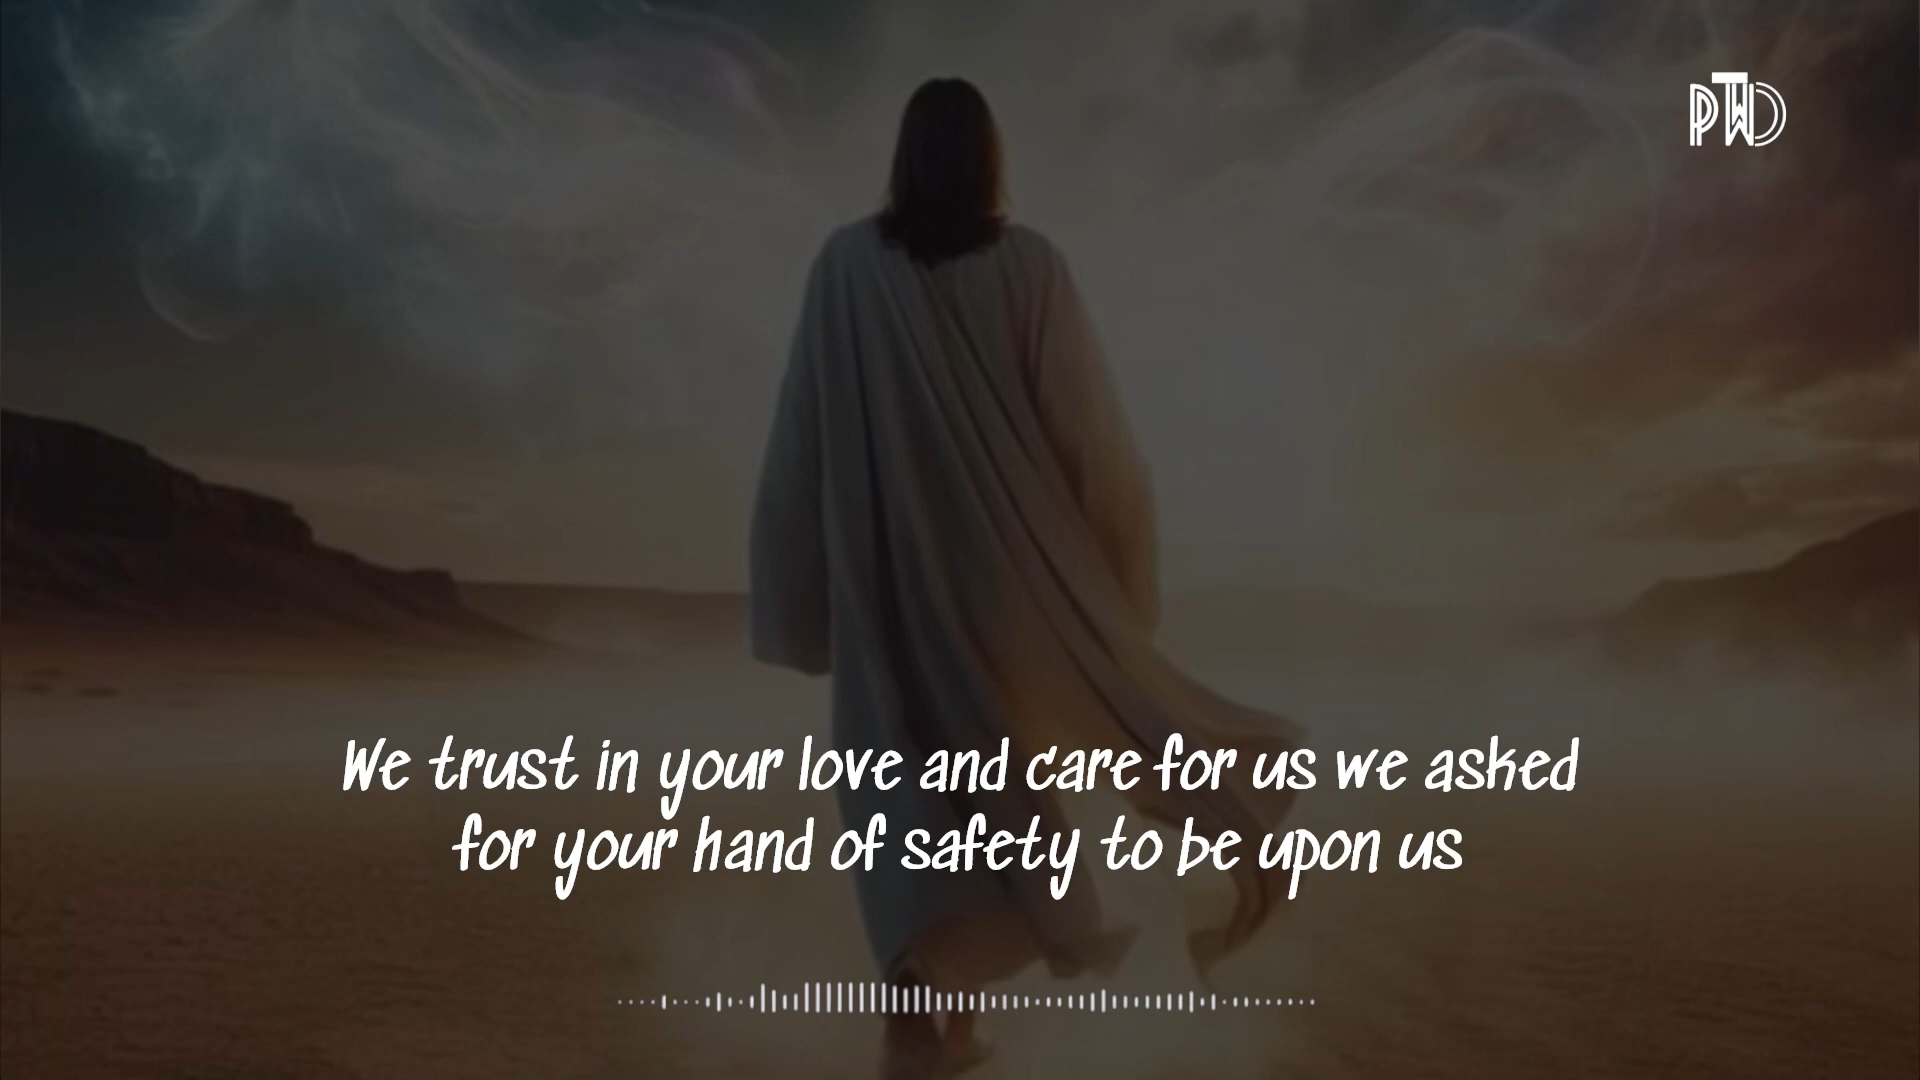 PTWD
We trust in your love and care for us we asked
for your hand of safety to be upon us